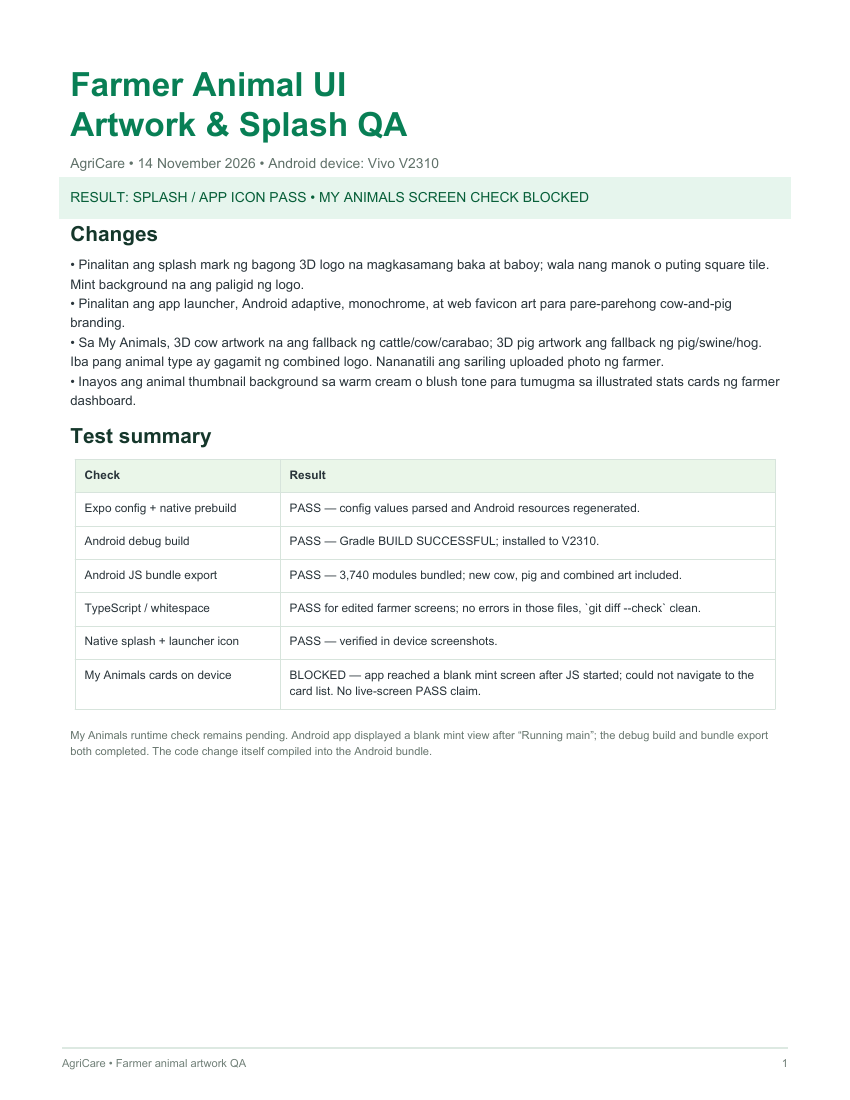 Farmer Animal UI
Artwork & Splash QA
AgriCare • 14 November 2026 • Android device: Vivo V2310
RESULT: SPLASH / APP ICON PASS • MY ANIMALS SCREEN CHECK BLOCKED
Changes
• Pinalitan ang splash mark ng bagong 3D logo na magkasamang baka at baboy; wala nang manok o puting square tile.
Mint background na ang paligid ng logo.
• Pinalitan ang app launcher, Android adaptive, monochrome, at web favicon art para pare-parehong cow-and-pig
branding.
• Sa My Animals, 3D cow artwork na ang fallback ng cattle/cow/carabao; 3D pig artwork ang fallback ng pig/swine/hog.
Iba pang animal type ay gagamit ng combined logo. Nananatili ang sariling uploaded photo ng farmer.
• Inayos ang animal thumbnail background sa warm cream o blush tone para tumugma sa illustrated stats cards ng farmer
dashboard.
Test summary
Check Result
Expo config + native prebuild PASS — config values parsed and Android resources regenerated.
Android debug build PASS — Gradle BUILD SUCCESSFUL; installed to V2310.
Android JS bundle export PASS — 3,740 modules bundled; new cow, pig and combined art included.
TypeScript / whitespace PASS for edited farmer screens; no errors in those files, `git diff --check` clean.
Native splash + launcher icon PASS — verified in device screenshots.
My Animals cards on device BLOCKED — app reached a blank mint screen after JS started; could not navigate to the
card list. No live-screen PASS claim.
My Animals runtime check remains pending. Android app displayed a blank mint view after “Running main”; the debug build and bundle export
both completed. The code change itself compiled into the Android bundle.
AgriCare • Farmer animal artwork QA 1